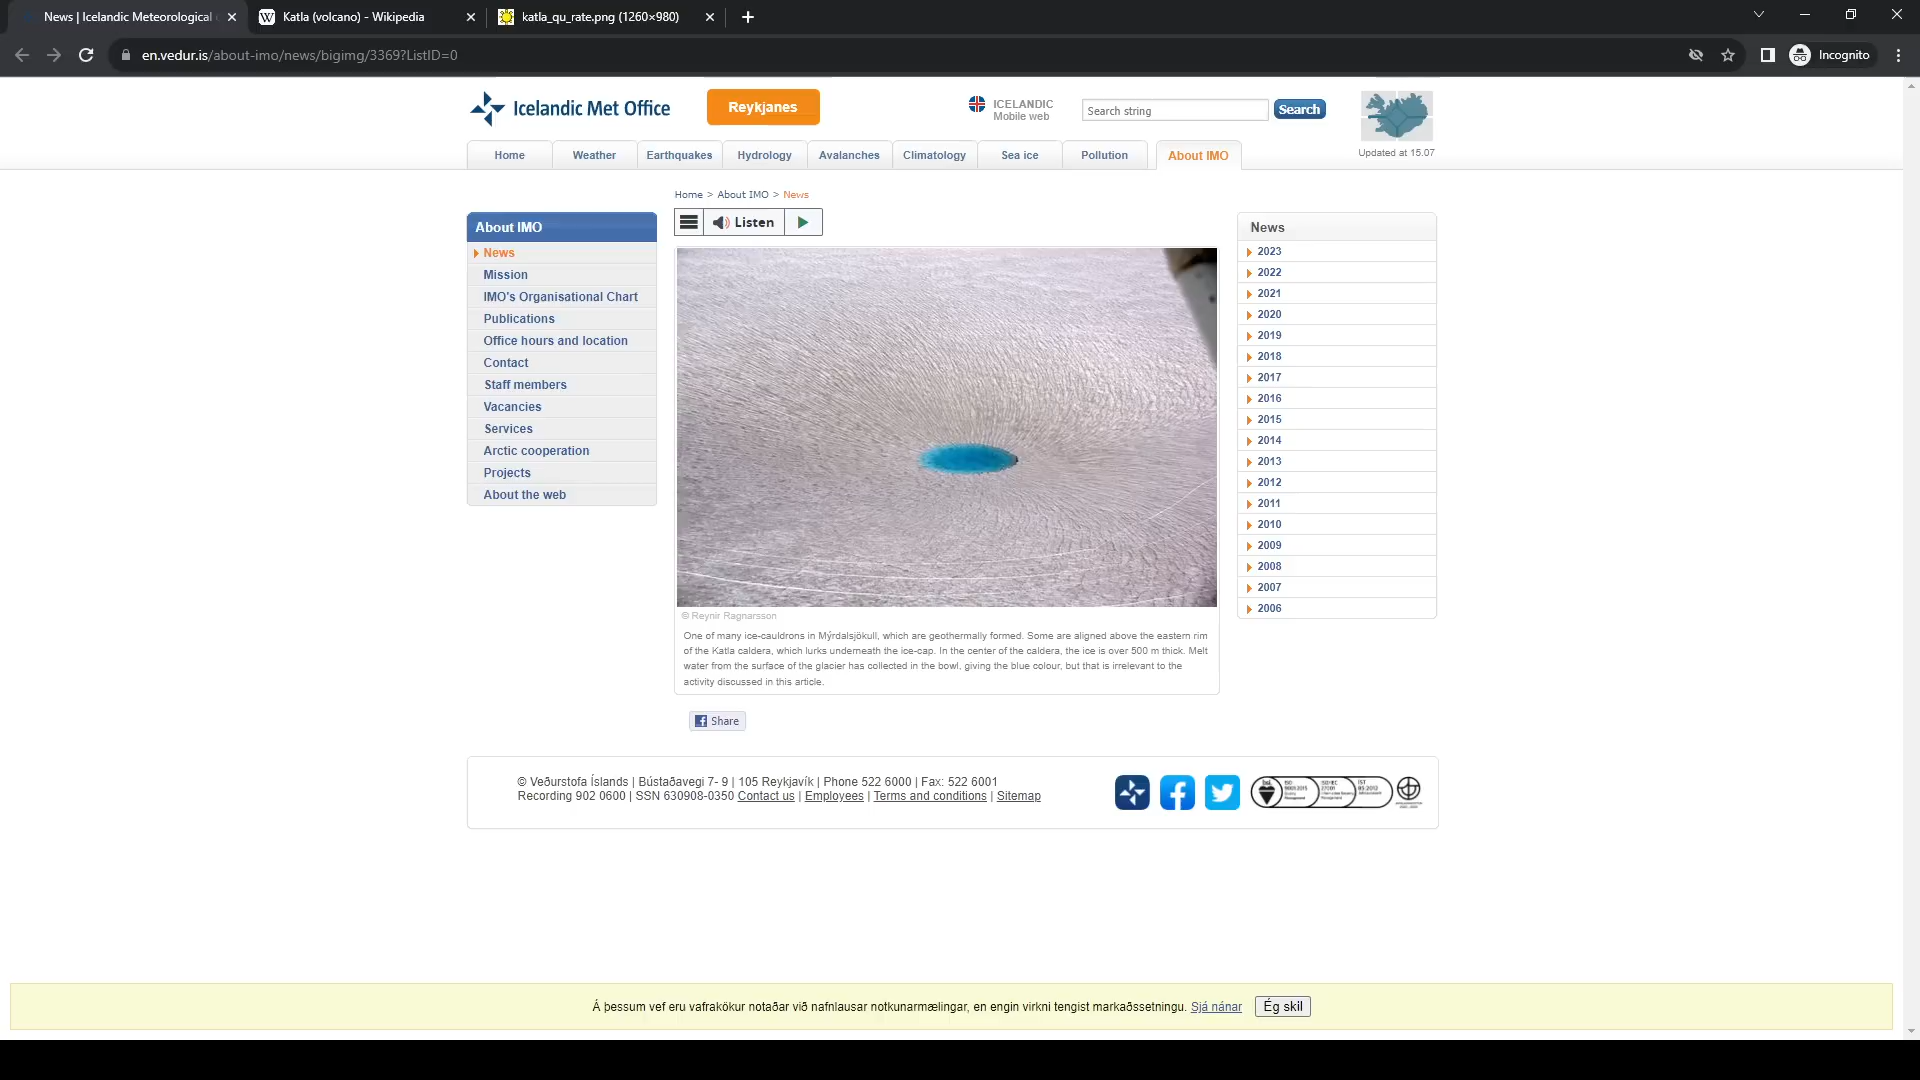 News | Icelandic Meteorological
Katla (volcano) - Wikipedia
katla_qu_rate.png (1260×980)
en.vedur.is/about-imo/news/bigimg/3369?ListID=0
Incognito
Icelandic Met Office
Reykjanes
ICELANDIC
Mobile web
Search string
Search
Updated at 15.07
Home
Weather
Earthquakes
Hydrology
Avalanches
Climatology
Sea ice
Pollution
About IMO
Home > About IMO > News
Listen
About IMO
News
Mission
IMO's Organisational Chart
Publications
Office hours and location
Contact
Staff members
Vacancies
Services
Arctic cooperation
Projects
About the web
© Reynir Ragnarsson
One of many ice-cauldrons in Mýrdalsjökull, which are geothermally formed. Some are aligned above the eastern rim
of the Katla caldera, which lurks underneath the ice-cap. In the center of the caldera, the ice is over 500 m thick. Melt
water from the surface of the glacier has collected in the bowl, giving the blue colour, but that is irrelevant to the
activity discussed in this article.
Share
News
2023
2022
2021
2020
2019
2018
2017
2016
2015
2014
2013
2012
2011
2010
2009
2008
2007
2006
© Veðurstofa Íslands | Bústaðavegi 7- 9 | 105 Reykjavík | Phone 522 6000 | Fax: 522 6001
Recording 902 0600 | SSN 630908-0350 Contact us | Employees | Terms and conditions | Sitemap
Á þessum vef eru vafrakökur notaðar við nafnlausar notkunarmælingar, en engin virkni tengist markaðssetningu. Sjá nánar
Ég skil